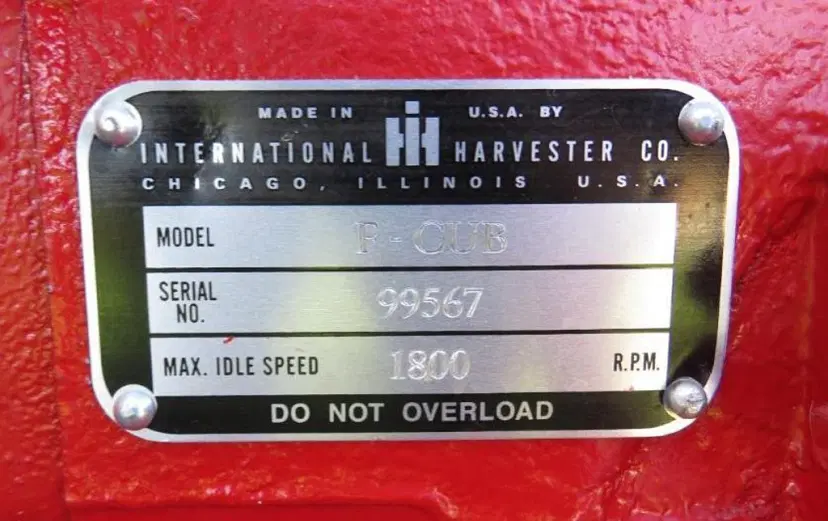 MADE IN U.S.A. BY
INTERNATIONAL IH HARVESTER CO.
CHICAGO, ILLINOIS U.S.A.
MODEL F-CUB
SERIAL NO. 99567
MAX. IDLE SPEED 1800 R.P.M.
DO NOT OVERLOAD